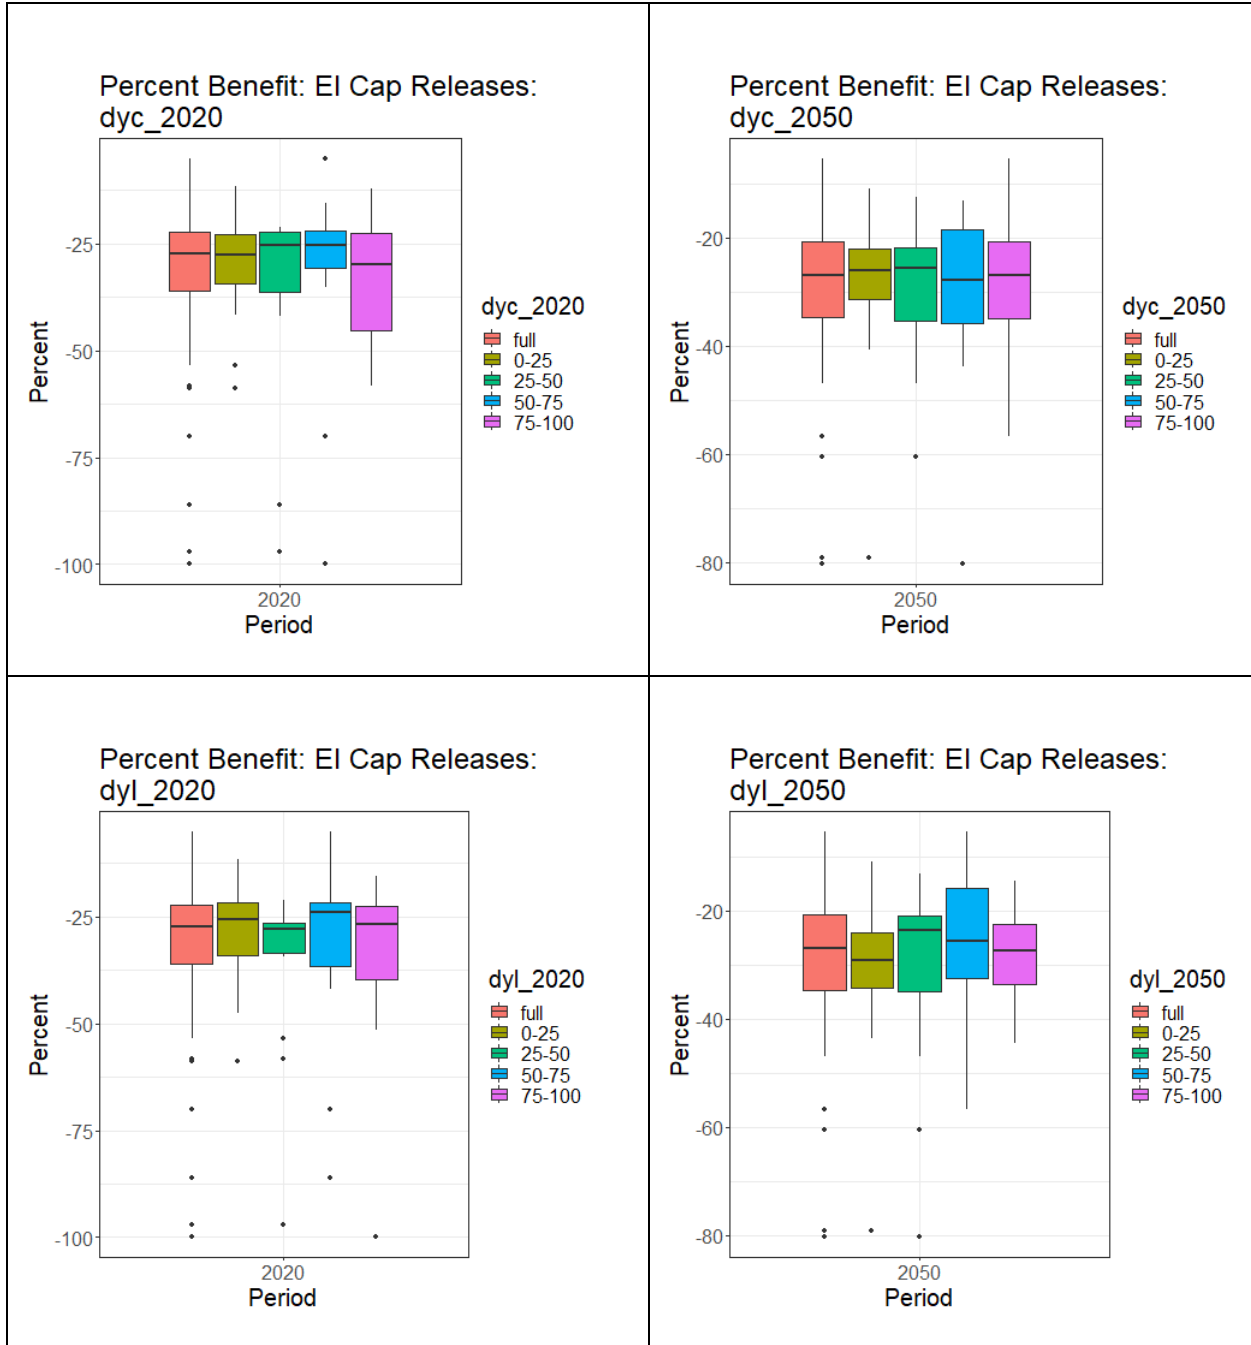 Percent Benefit: EI Cap Releases:
dyc_2020
Percent
-25
-50
-75
-100
2020
Period
dyc_2020
full
0-25
25-50
50-75
75-100
Percent Benefit: EI Cap Releases:
dyc_2050
Percent
-20
-40
-60
-80
2050
Period
dyc_2050
full
0-25
25-50
50-75
75-100
Percent Benefit: EI Cap Releases:
dyl_2020
Percent
-25
-50
-75
-100
2020
Period
dyl_2020
full
0-25
25-50
50-75
75-100
Percent Benefit: EI Cap Releases:
dyl_2050
Percent
-20
-40
-60
-80
2050
Period
dyl_2050
full
0-25
25-50
50-75
75-100